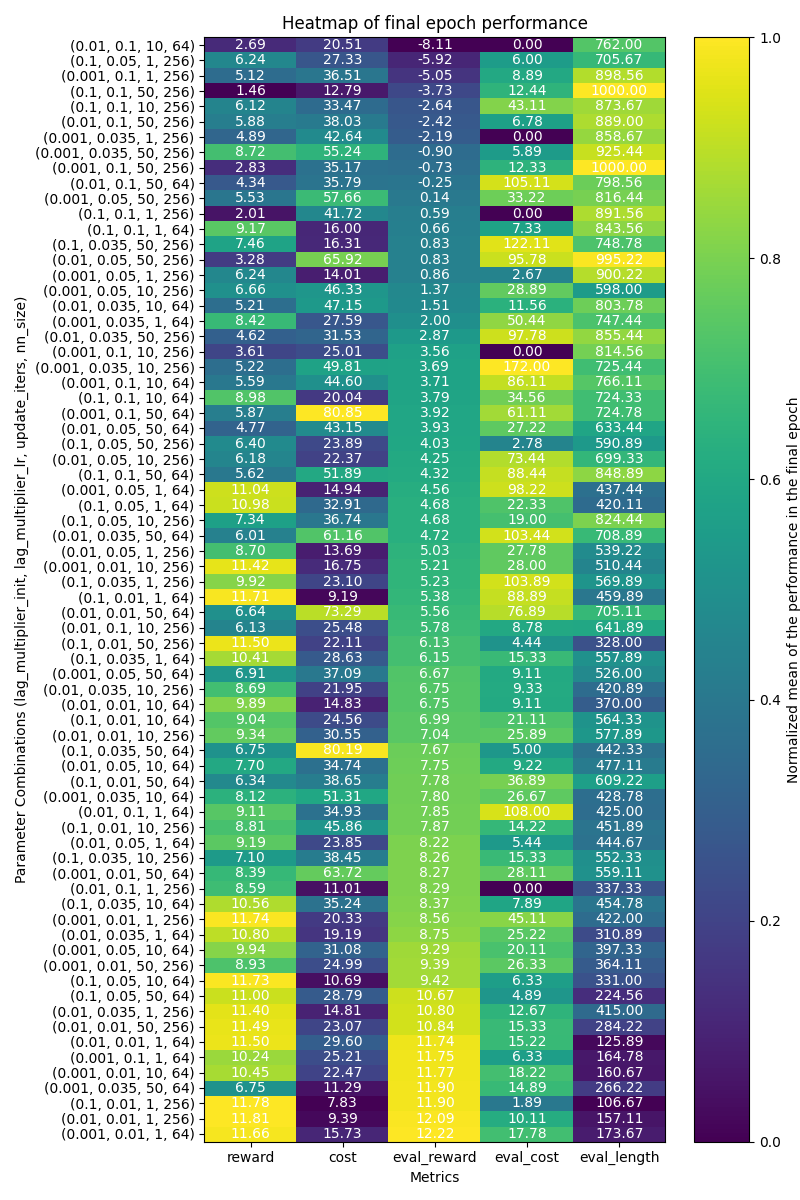 Heatmap of final epoch performance
(0.01, 0.1, 10, 64) 2.69 20.51 -8.11 0.00 762.00
(0.1, 0.05, 1, 256) 6.24 27.33 -5.92 6.00 705.67
(0.001, 0.1, 1, 256) 5.12 36.51 -5.05 8.89 898.56
(0.1, 0.1, 50, 256) 1.46 12.79 -3.73 12.44 1000.00
(0.1, 0.1, 10, 256) 6.12 33.47 -2.64 43.11 873.67
(0.01, 0.1, 50, 256) 5.88 38.03 -2.42 6.78 889.00
(0.001, 0.035, 1, 256) 4.89 42.64 -2.19 0.00 858.67
(0.001, 0.035, 50, 256) 8.72 55.24 -0.90 5.89 925.44
(0.001, 0.1, 50, 256) 2.83 35.17 -0.73 12.33 1000.00
(0.01, 0.1, 50, 64) 4.34 35.79 -0.25 105.11 798.56
(0.001, 0.05, 50, 256) 5.53 57.66 0.14 33.22 816.44
(0.1, 0.1, 1, 256) 2.01 41.72 0.59 0.00 891.56
(0.1, 0.1, 1, 64) 9.17 16.00 0.66 7.33 843.56
(0.1, 0.035, 50, 256) 7.46 16.31 0.83 122.11 748.78
(0.01, 0.05, 50, 256) 3.28 65.92 0.83 95.78 995.22
(0.001, 0.05, 1, 256) 6.24 14.01 0.86 2.67 900.22
(0.001, 0.05, 10, 256) 6.66 46.33 1.37 28.89 598.00
(0.01, 0.035, 10, 64) 5.21 47.15 1.51 11.56 803.78
(0.001, 0.035, 1, 64) 8.42 27.59 2.00 50.44 747.44
(0.01, 0.035, 50, 256) 4.62 31.53 2.87 97.78 855.44
(0.001, 0.1, 10, 256) 3.61 25.01 3.56 0.00 814.56
(0.001, 0.035, 10, 256) 5.22 49.81 3.69 172.00 725.44
(0.001, 0.1, 10, 64) 5.59 44.60 3.71 86.11 766.11
(0.1, 0.1, 10, 64) 8.98 20.04 3.79 34.56 724.33
(0.001, 0.1, 50, 64) 5.87 80.85 3.92 61.11 724.78
(0.01, 0.05, 50, 64) 4.77 43.15 3.93 27.22 633.44
(0.1, 0.05, 50, 256) 6.40 23.89 4.03 2.78 590.89
(0.01, 0.05, 10, 256) 6.18 22.37 4.25 73.44 699.33
(0.1, 0.1, 50, 64) 5.62 51.89 4.32 88.44 848.89
(0.001, 0.05, 1, 64) 11.04 14.94 4.56 98.22 437.44
(0.1, 0.05, 1, 64) 10.98 32.91 4.68 22.33 420.11
(0.1, 0.05, 10, 256) 7.34 36.74 4.68 19.00 824.44
(0.01, 0.035, 50, 64) 6.01 61.16 4.72 103.44 708.89
(0.01, 0.05, 1, 256) 8.70 13.69 5.03 27.78 539.22
(0.001, 0.01, 10, 256) 11.42 16.75 5.21 28.00 510.44
(0.1, 0.035, 1, 256) 9.92 23.10 5.23 103.89 569.89
(0.1, 0.01, 1, 64) 11.71 9.19 5.38 88.89 459.89
(0.01, 0.01, 50, 64) 6.64 73.29 5.56 76.89 705.11
(0.01, 0.1, 10, 256) 6.13 25.48 5.78 8.78 641.89
(0.1, 0.01, 50, 256) 11.50 22.11 6.13 4.44 328.00
(0.1, 0.035, 1, 64) 10.41 28.63 6.15 15.33 557.89
(0.001, 0.05, 50, 64) 6.91 37.09 6.67 9.11 526.00
(0.01, 0.035, 10, 256) 8.69 21.95 6.75 9.33 420.89
(0.01, 0.01, 10, 64) 9.89 14.83 6.75 9.11 370.00
(0.1, 0.01, 10, 64) 9.04 24.56 6.99 21.11 564.33
(0.01, 0.01, 10, 256) 9.34 30.55 7.04 25.89 577.89
(0.1, 0.035, 50, 64) 6.75 80.19 7.67 5.00 442.33
(0.01, 0.05, 10, 64) 7.70 34.74 7.75 9.22 477.11
(0.1, 0.01, 50, 64) 6.34 38.65 7.78 36.89 609.22
(0.001, 0.035, 10, 64) 8.12 51.31 7.80 26.67 428.78
(0.01, 0.1, 1, 64) 9.11 34.93 7.85 108.00 425.00
(0.1, 0.01, 10, 256) 8.81 45.86 7.87 14.22 451.89
(0.01, 0.05, 1, 64) 9.19 23.85 8.22 5.44 444.67
(0.1, 0.035, 10, 256) 7.10 38.45 8.26 15.33 552.33
(0.001, 0.01, 50, 64) 8.39 63.72 8.27 28.11 559.11
(0.01, 0.1, 1, 256) 8.59 11.01 8.29 0.00 337.33
(0.1, 0.035, 10, 64) 10.56 35.24 8.37 7.89 454.78
(0.001, 0.01, 1, 256) 11.74 20.33 8.56 45.11 422.00
(0.01, 0.035, 1, 64) 10.80 19.19 8.75 25.22 310.89
(0.001, 0.05, 10, 64) 9.94 31.08 9.29 20.11 397.33
(0.001, 0.01, 50, 256) 8.93 24.99 9.39 26.33 364.11
(0.1, 0.05, 10, 64) 11.73 10.69 9.42 6.33 331.00
(0.1, 0.05, 50, 64) 11.00 28.79 10.67 4.89 224.56
(0.01, 0.035, 1, 256) 11.40 14.81 10.80 12.67 415.00
(0.01, 0.01, 50, 256) 11.49 23.07 10.84 15.33 284.22
(0.01, 0.01, 1, 64) 11.50 29.60 11.74 15.22 125.89
(0.001, 0.1, 1, 64) 10.24 25.21 11.75 6.33 164.78
(0.001, 0.01, 10, 64) 10.45 22.47 11.77 18.22 160.67
(0.001, 0.035, 50, 64) 6.75 11.29 11.90 14.89 266.22
(0.1, 0.01, 1, 256) 11.78 7.83 11.90 1.89 106.67
(0.01, 0.01, 1, 256) 11.81 9.39 12.09 10.11 157.11
(0.001, 0.01, 1, 64) 11.66 15.73 12.22 17.78 173.67
reward cost eval_reward eval_cost eval_length
Metrics
Parameter Combinations (lag_multiplier_init, lag_multiplier_lr, update_iters, nn_size)
1.0
0.8
0.6
0.4
0.2
0.0
Normalized mean of the performance in the final epoch